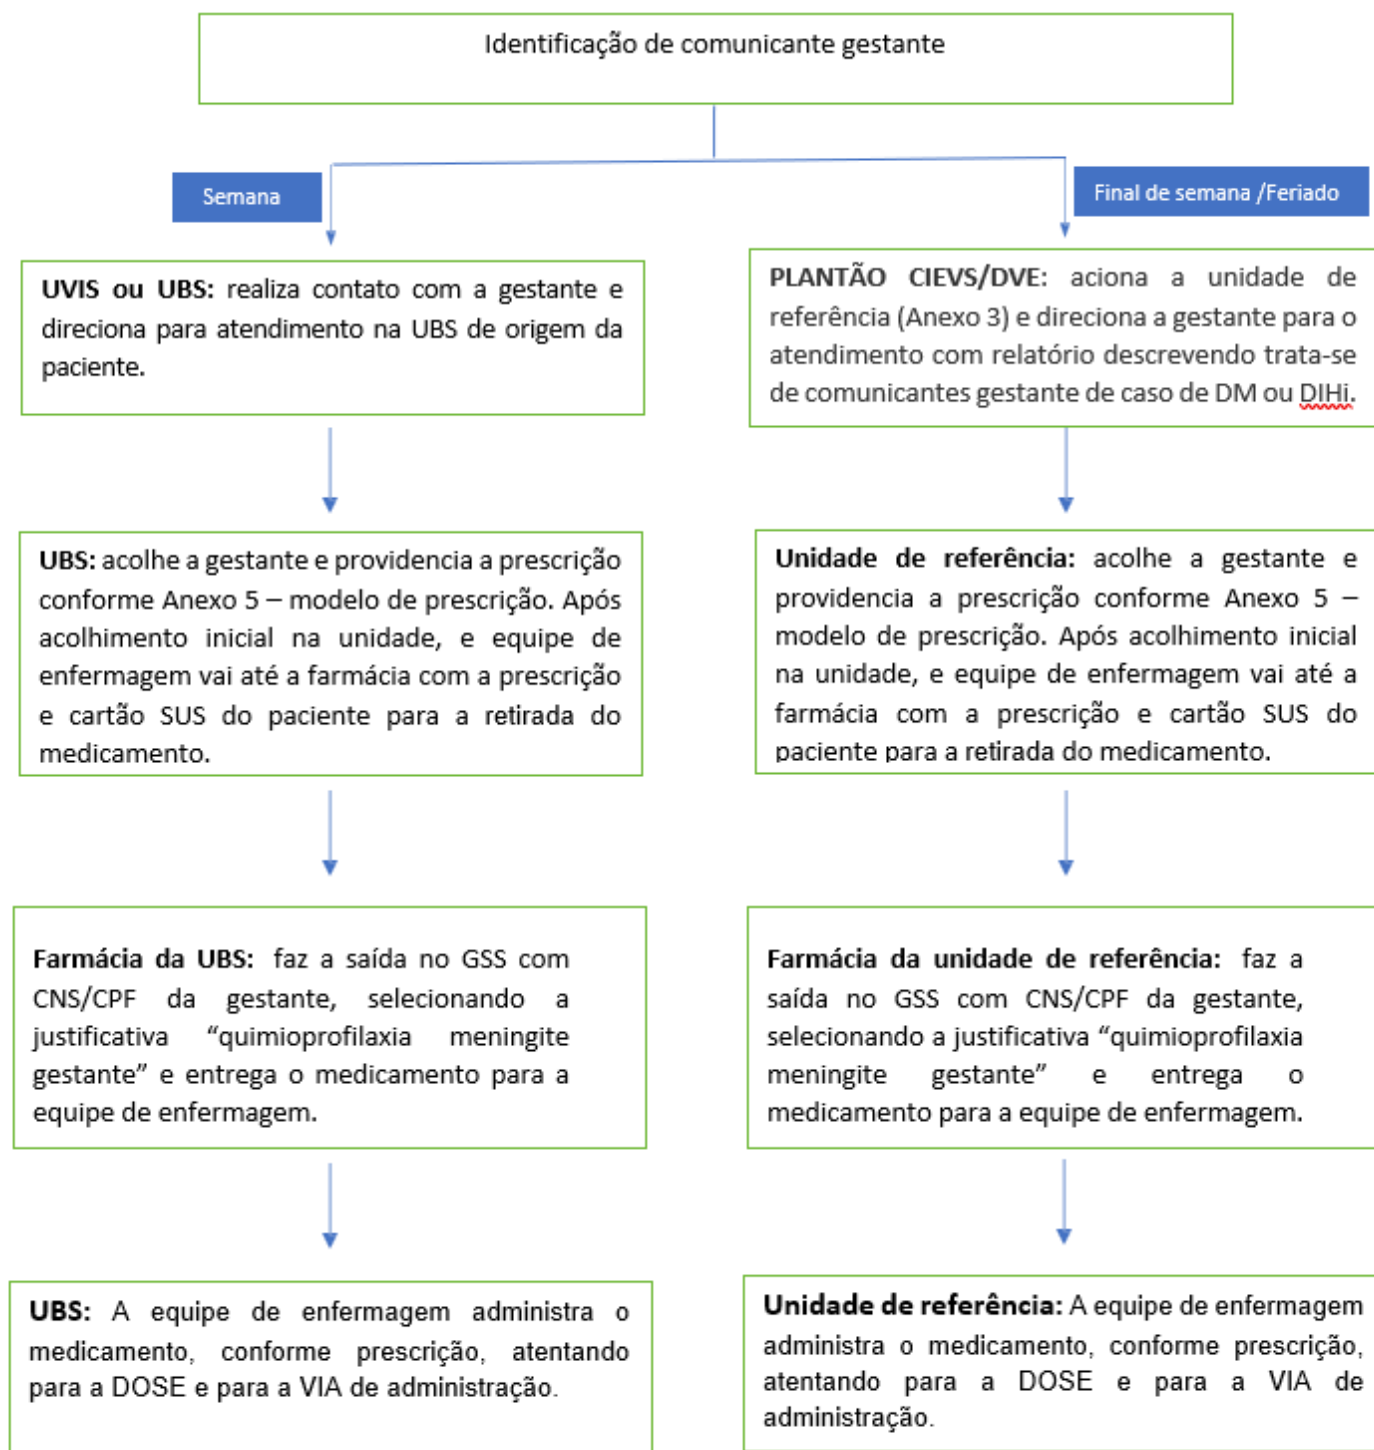 Identificação de comunicante gestante
Semana
Final de semana /Feriado
UVIS ou UBS: realiza contato com a gestante e
direciona para atendimento na UBS de origem da
paciente.
PLANTÃO CIEVS/DVE: aciona a unidade de
referência (Anexo 3) e direciona a gestante para o
atendimento com relatório descrevendo trata-se
de comunicantes gestante de caso de DM ou DIHi.
UBS: acolhe a gestante e providencia a prescrição
conforme Anexo 5 – modelo de prescrição. Após
acolhimento inicial na unidade, e equipe de
enfermagem vai até a farmácia com a prescrição
e cartão SUS do paciente para a retirada do
medicamento.
Unidade de referência: acolhe a gestante e
providencia a prescrição conforme Anexo 5 –
modelo de prescrição. Após acolhimento inicial
na unidade, e equipe de enfermagem vai até a
farmácia com a prescrição e cartão SUS do
paciente para a retirada do medicamento.
Farmácia da UBS: faz a saída no GSS com
CNS/CPF da gestante, selecionando a
justificativa “quimioprofilaxia meningite
gestante” e entrega o medicamento para a
equipe de enfermagem.
Farmácia da unidade de referência: faz a
saída no GSS com CNS/CPF da gestante,
selecionando a justificativa “quimioprofilaxia
meningite gestante” e entrega o
medicamento para a equipe de enfermagem.
UBS: A equipe de enfermagem administra o
medicamento, conforme prescrição, atentando
para a DOSE e para a VIA de administração.
Unidade de referência: A equipe de enfermagem
administra o medicamento, conforme prescrição,
atentando para a DOSE e para a VIA de
administração.